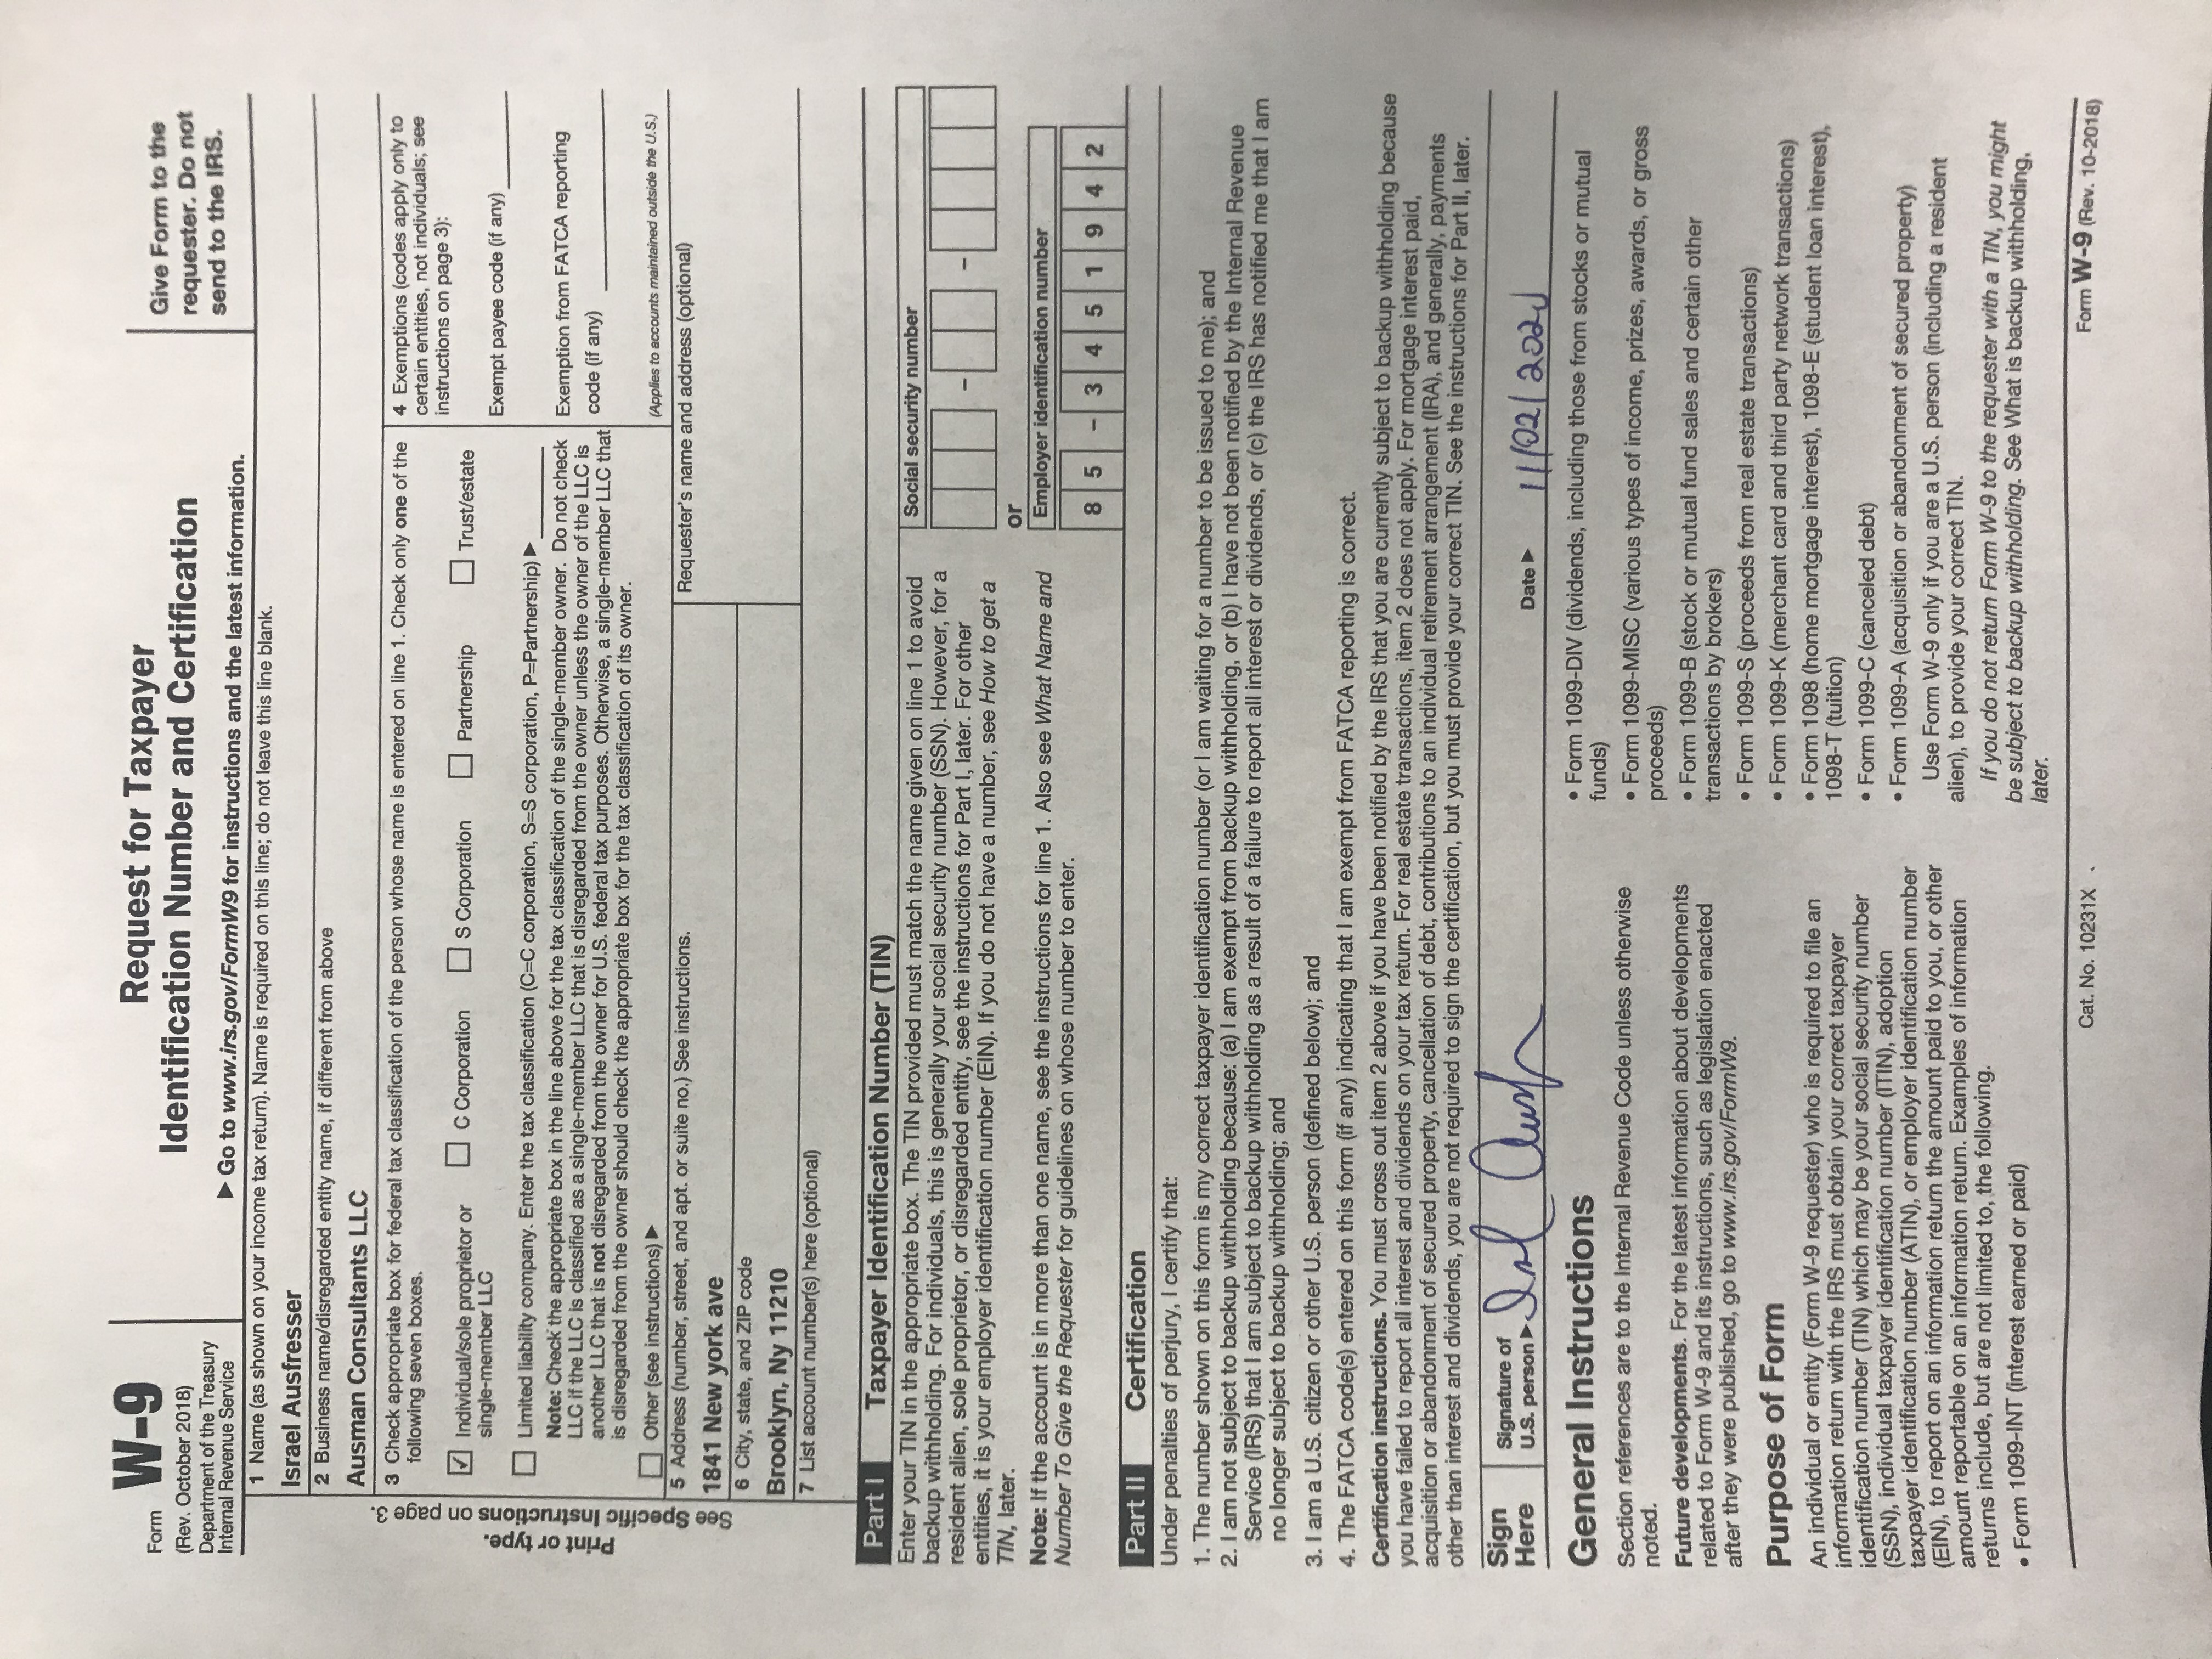 Form W-9
(Rev. October 2018)
Department of the Treasury
Internal Revenue Service
Request for Taxpayer
Identification Number and Certification
▶ Go to www.irs.gov/FormW9 for instructions and the latest information.
Give Form to the
requester. Do not
send to the IRS.
Print or type.
See Specific Instructions on page 3.
1 Name (as shown on your income tax return). Name is required on this line; do not leave this line blank.
Israel Ausfresser
2 Business name/disregarded entity name, if different from above
Ausman Consultants LLC
3 Check appropriate box for federal tax classification of the person whose name is entered on line 1. Check only one of the
following seven boxes.
✓ Individual/sole proprietor or
single-member LLC
C Corporation
S Corporation
Partnership
Trust/estate
Limited liability company. Enter the tax classification (C=C corporation, S=S corporation, P=Partnership) ▶
Note: Check the appropriate box in the line above for the tax classification of the single-member owner. Do not check
LLC if the LLC is classified as a single-member LLC that is disregarded from the owner unless the owner of the LLC is
another LLC that is not disregarded from the owner for U.S. federal tax purposes. Otherwise, a single-member LLC that
is disregarded from the owner should check the appropriate box for the tax classification of its owner.
Other (see instructions) ▶
4 Exemptions (codes apply only to
certain entities, not individuals; see
instructions on page 3):
Exempt payee code (if any)
Exemption from FATCA reporting
code (if any)
(Applies to accounts maintained outside the U.S.)
5 Address (number, street, and apt. or suite no.) See instructions.
1841 New york ave
6 City, state, and ZIP code
Brooklyn, Ny 11210
Requester's name and address (optional)
7 List account number(s) here (optional)
Part I Taxpayer Identification Number (TIN)
Enter your TIN in the appropriate box. The TIN provided must match the name given on line 1 to avoid
backup withholding. For individuals, this is generally your social security number (SSN). However, for a
resident alien, sole proprietor, or disregarded entity, see the instructions for Part I, later. For other
entities, it is your employer identification number (EIN). If you do not have a number, see How to get a
TIN, later.
Note: If the account is in more than one name, see the instructions for line 1. Also see What Name and
Number To Give the Requester for guidelines on whose number to enter.
Social security number
– –
or
Employer identification number
8 5 – 3 4 5 1 9 4 2
Part II Certification
Under penalties of perjury, I certify that:
1. The number shown on this form is my correct taxpayer identification number (or I am waiting for a number to be issued to me); and
2. I am not subject to backup withholding because: (a) I am exempt from backup withholding, or (b) I have not been notified by the Internal Revenue
Service (IRS) that I am subject to backup withholding as a result of a failure to report all interest or dividends, or (c) the IRS has notified me that I am
no longer subject to backup withholding; and
3. I am a U.S. citizen or other U.S. person (defined below); and
4. The FATCA code(s) entered on this form (if any) indicating that I am exempt from FATCA reporting is correct.
Certification instructions. You must cross out item 2 above if you have been notified by the IRS that you are currently subject to backup withholding because
you have failed to report all interest and dividends on your tax return. For real estate transactions, item 2 does not apply. For mortgage interest paid,
acquisition or abandonment of secured property, cancellation of debt, contributions to an individual retirement arrangement (IRA), and generally, payments
other than interest and dividends, you are not required to sign the certification, but you must provide your correct TIN. See the instructions for Part II, later.
Sign
Here
Signature of
U.S. person ▶
Date ▶ 11/02/2021
General Instructions
Section references are to the Internal Revenue Code unless otherwise
noted.
Future developments. For the latest information about developments
related to Form W-9 and its instructions, such as legislation enacted
after they were published, go to www.irs.gov/FormW9.
Purpose of Form
An individual or entity (Form W-9 requester) who is required to file an
information return with the IRS must obtain your correct taxpayer
identification number (TIN) which may be your social security number
(SSN), individual taxpayer identification number (ITIN), adoption
taxpayer identification number (ATIN), or employer identification number
(EIN), to report on an information return the amount paid to you, or other
amount reportable on an information return. Examples of information
returns include, but are not limited to, the following.
• Form 1099-INT (interest earned or paid)
• Form 1099-DIV (dividends, including those from stocks or mutual
funds)
• Form 1099-MISC (various types of income, prizes, awards, or gross
proceeds)
• Form 1099-B (stock or mutual fund sales and certain other
transactions by brokers)
• Form 1099-S (proceeds from real estate transactions)
• Form 1099-K (merchant card and third party network transactions)
• Form 1098 (home mortgage interest), 1098-E (student loan interest),
1098-T (tuition)
• Form 1099-C (canceled debt)
• Form 1099-A (acquisition or abandonment of secured property)
Use Form W-9 only if you are a U.S. person (including a resident
alien), to provide your correct TIN.
If you do not return Form W-9 to the requester with a TIN, you might
be subject to backup withholding. See What is backup withholding,
later.
Cat. No. 10231X
Form W-9 (Rev. 10-2018)